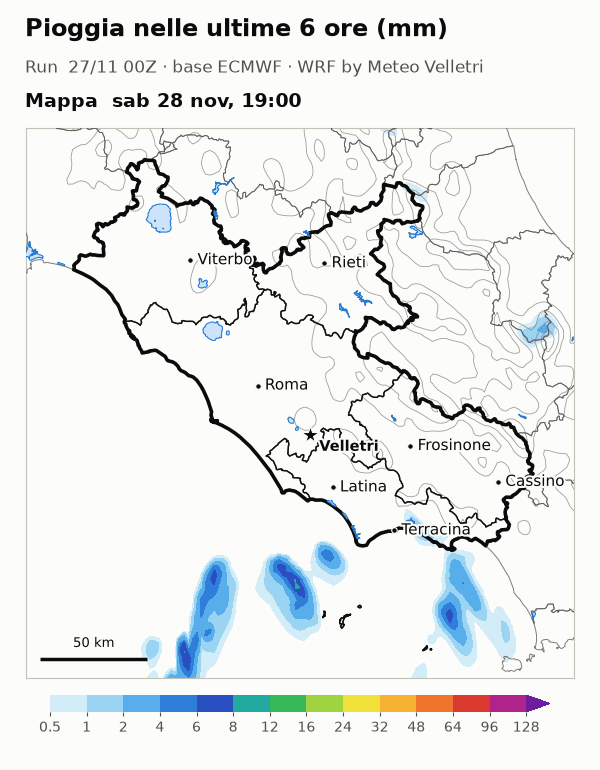 Pioggia nelle ultime 6 ore (mm)
Run  27/11 00Z · base ECMWF · WRF by Meteo Velletri
Mappa  sab 28 nov, 19:00
Viterbo
Rieti
Roma
Velletri
Frosinone
Cassino
Latina
Terracina
50 km
0.5 1 2 4 6 8 12 16 24 32 48 64 96 128